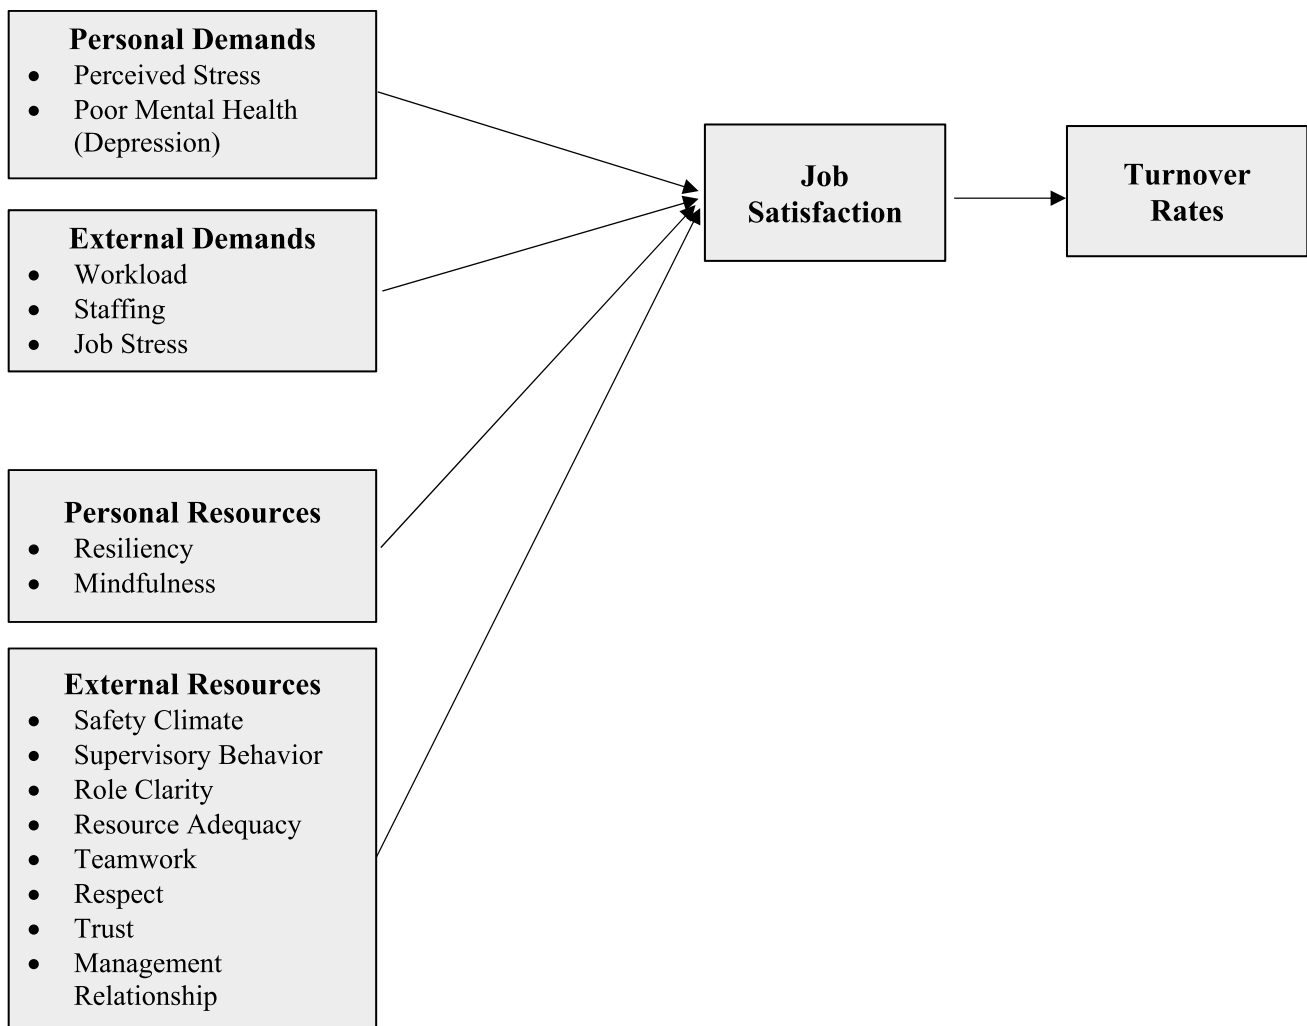 Personal Demands
• Perceived Stress
• Poor Mental Health
(Depression)
External Demands
• Workload
• Staffing
• Job Stress
Personal Resources
• Resiliency
• Mindfulness
External Resources
• Safety Climate
• Supervisory Behavior
• Role Clarity
• Resource Adequacy
• Teamwork
• Respect
• Trust
• Management
Relationship
Job
Satisfaction
Turnover
Rates